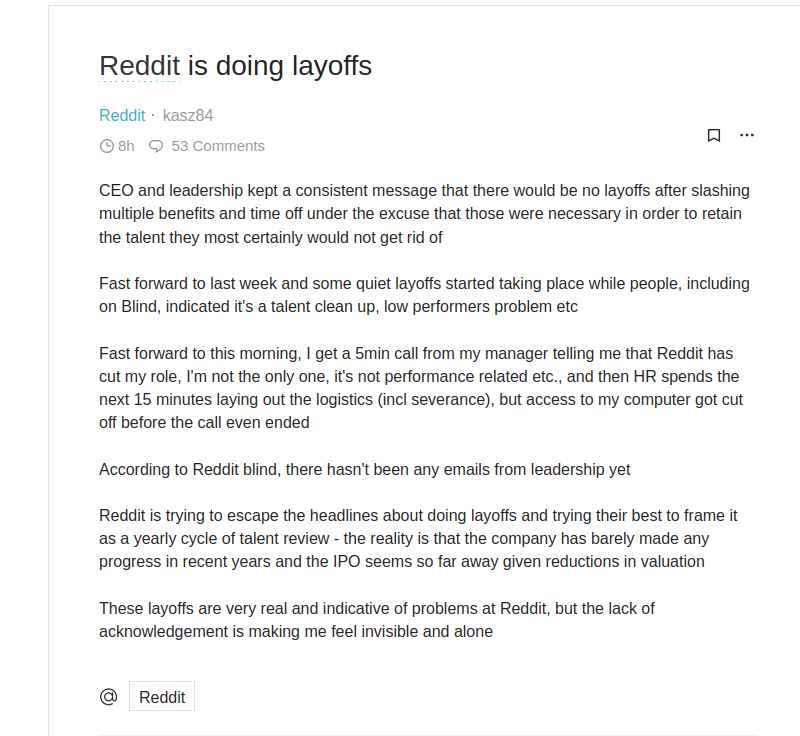 Reddit is doing layoffs
Reddit · kasz84
8h 53 Comments
CEO and leadership kept a consistent message that there would be no layoffs after slashing
multiple benefits and time off under the excuse that those were necessary in order to retain
the talent they most certainly would not get rid of
Fast forward to last week and some quiet layoffs started taking place while people, including
on Blind, indicated it's a talent clean up, low performers problem etc
Fast forward to this morning, I get a 5min call from my manager telling me that Reddit has
cut my role, I'm not the only one, it's not performance related etc., and then HR spends the
next 15 minutes laying out the logistics (incl severance), but access to my computer got cut
off before the call even ended
According to Reddit blind, there hasn't been any emails from leadership yet
Reddit is trying to escape the headlines about doing layoffs and trying their best to frame it
as a yearly cycle of talent review - the reality is that the company has barely made any
progress in recent years and the IPO seems so far away given reductions in valuation
These layoffs are very real and indicative of problems at Reddit, but the lack of
acknowledgement is making me feel invisible and alone
@ Reddit